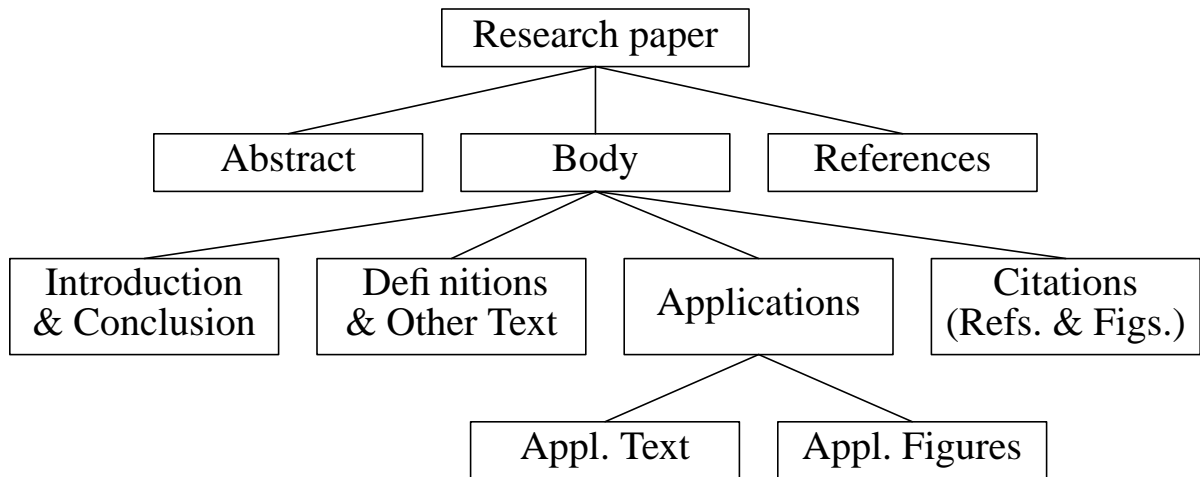 Research paper
Abstract
Body
References
Introduction
& Conclusion
Defi nitions
& Other Text
Applications
Citations
(Refs. & Figs.)
Appl. Text
Appl. Figures